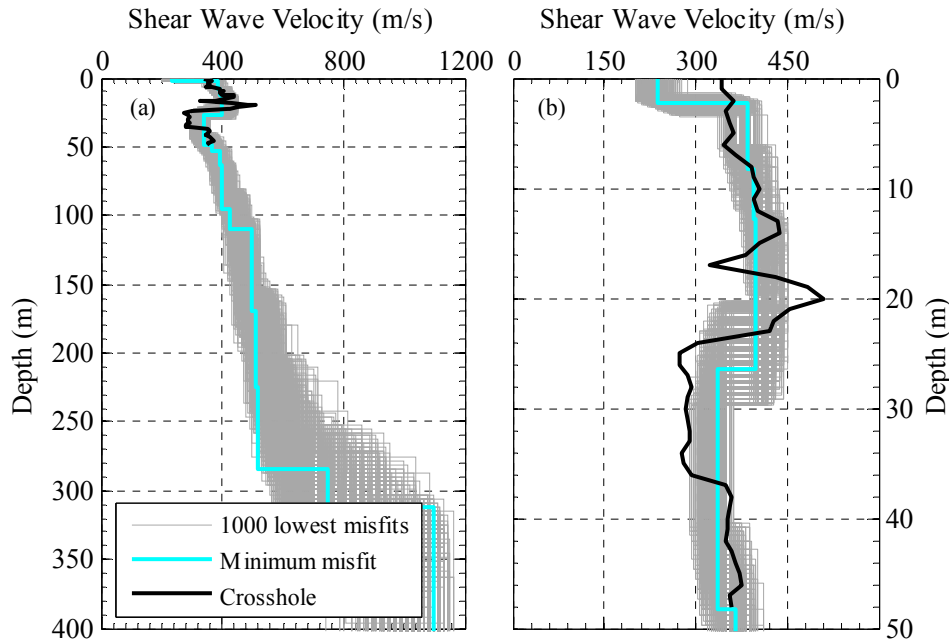 Shear Wave Velocity (m/s)
0 400 800 1200
0
50
100
150
200
250
300
350
400
Depth (m)
(a)
1000 lowest misfits
Minimum misfit
Crosshole
Shear Wave Velocity (m/s)
0 150 300 450
0
10
20
30
40
50
Depth (m)
(b)